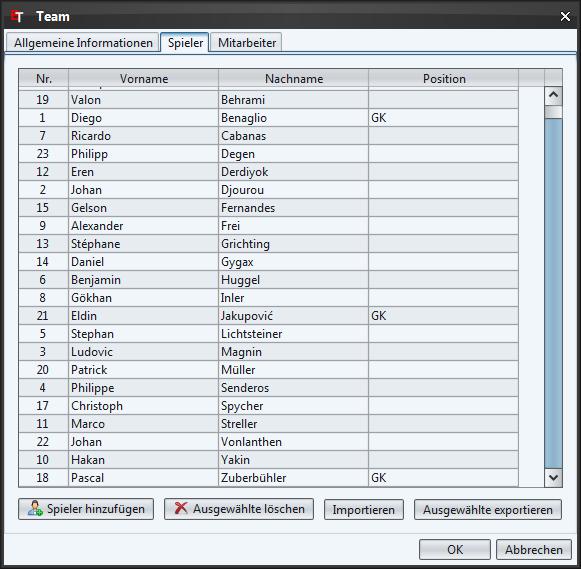 ET Team
Allgemeine Informationen Spieler Mitarbeiter
Nr. Vorname Nachname Position
19 Valon Behrami
1 Diego Benaglio GK
7 Ricardo Cabanas
23 Philipp Degen
12 Eren Derdiyok
2 Johan Djourou
15 Gelson Fernandes
9 Alexander Frei
13 Stéphane Grichting
14 Daniel Gygax
6 Benjamin Huggel
8 Gökhan Inler
21 Eldin Jakupović GK
5 Stephan Lichtsteiner
3 Ludovic Magnin
20 Patrick Müller
4 Philippe Senderos
17 Christoph Spycher
11 Marco Streller
22 Johan Vonlanthen
10 Hakan Yakin
18 Pascal Zuberbühler GK
Spieler hinzufügen Ausgewählte löschen Importieren Ausgewählte exportieren
OK Abbrechen